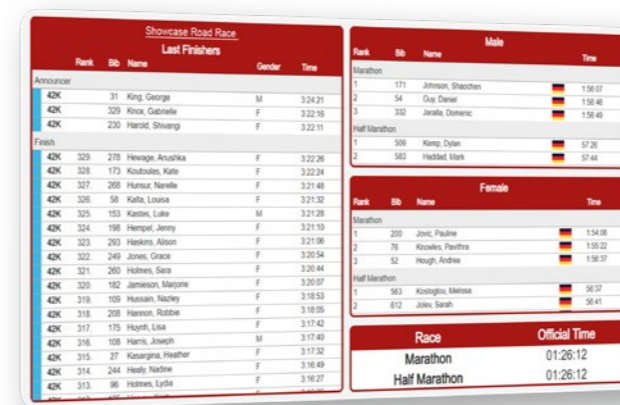 Showcase Road Race
Last Finishers
Rank Bib Name Gender Time
Announcer
42K 31 King, George M 3:24:21
42K 329 Knox, Gabrielle F 3:22:16
42K 230 Harold, Shivangi F 3:22:11
Finish
42K 329. 278 Hewage, Anushka F 3:22:26
42K 328. 173 Koutoulas, Kate F 3:22:24
42K 327. 268 Hunsur, Narelle F 3:21:48
42K 326. 58 Kalta, Louisa F 3:21:32
42K 325. 153 Kastes, Luke M 3:21:28
42K 324. 198 Hempel, Jenny F 3:21:10
42K 323. 293 Haskins, Alison F 3:21:06
42K 322. 249 Jones, Grace F 3:20:54
42K 321. 260 Holmes, Sara F 3:20:44
42K 320. 182 Jamieson, Marjorie F 3:20:07
42K 319. 109 Hussain, Nazley F 3:18:53
42K 318. 208 Hannon, Robbie F 3:18:05
42K 317. 175 Huynh, Lisa F 3:17:42
42K 316. 108 Harris, Joseph M 3:17:40
42K 315. 27 Kasargina, Heather F 3:17:32
42K 314. 244 Healy, Nadine F 3:16:49
42K 313. 96 Holmes, Lydia F 3:16:27
Male
Rank Bib Name Time
Marathon
1 171 Johnson, Shaochen 1:58:07
2 54 Guy, Daniel 1:58:46
3 332 Jaralla, Domenic 1:58:49
Half Marathon
1 509 Kemp, Dylan 57:26
2 583 Haddad, Mark 57:44
Female
Rank Bib Name Time
Marathon
1 200 Jovic, Pauline 1:54:08
2 76 Knowles, Pavithra 1:55:22
3 52 Hough, Andrea 1:56:37
Half Marathon
1 563 Kostoglou, Melissa 56:37
2 612 Jolev, Sarah 56:41
Race Official Time
Marathon 01:26:12
Half Marathon 01:26:12